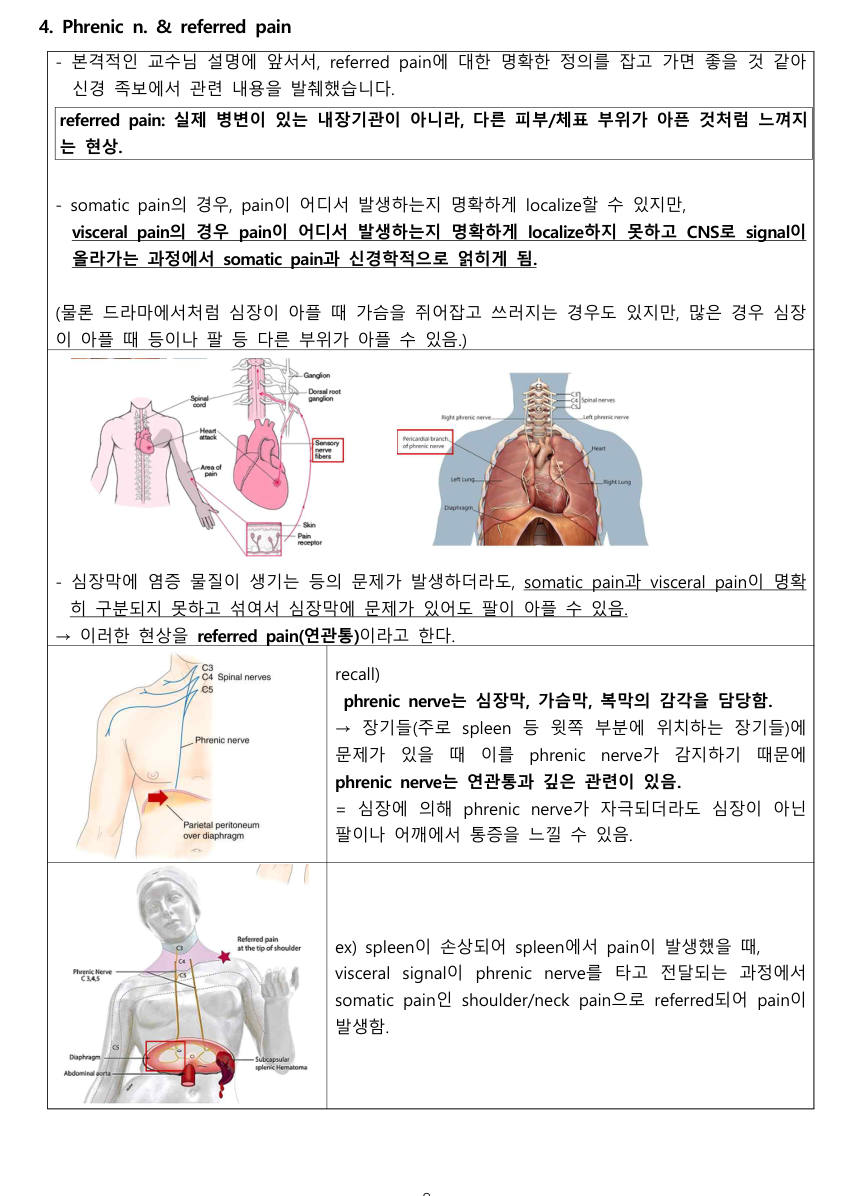 4. Phrenic n. & referred pain
- 본격적인 교수님 설명에 앞서서, referred pain에 대한 명확한 정의를 잡고 가면 좋을 것 같아
신경 족보에서 관련 내용을 발췌했습니다.
referred pain: 실제 병변이 있는 내장기관이 아니라, 다른 피부/체표 부위가 아픈 것처럼 느껴지
는 현상.
- somatic pain의 경우, pain이 어디서 발생하는지 명확하게 localize할 수 있지만,
visceral pain의 경우 pain이 어디서 발생하는지 명확하게 localize하지 못하고 CNS로 signal이
올라가는 과정에서 somatic pain과 신경학적으로 얽히게 됨.
(물론 드라마에서처럼 심장이 아플 때 가슴을 쥐어잡고 쓰러지는 경우도 있지만, 많은 경우 심장
이 아플 때 등이나 팔 등 다른 부위가 아플 수 있음.)
Ganglion
Dorsal root
ganglion
Spinal
cord
Heart
attack
Sensory
nerve
fibers
Area of
pain
Skin
Pain
receptor
C3
C4 Spinal nerves
C5
Right phrenic nerve
Left phrenic nerve
Pericardial branch
of phrenic nerve
Heart
Left Lung
Right Lung
Diaphragm
- 심장막에 염증 물질이 생기는 등의 문제가 발생하더라도, somatic pain과 visceral pain이 명확
히 구분되지 못하고 섞여서 심장막에 문제가 있어도 팔이 아플 수 있음.
→ 이러한 현상을 referred pain(연관통)이라고 한다.
C3
C4 Spinal nerves
C5
Phrenic nerve
Parietal peritoneum
over diaphragm
recall)
phrenic nerve는 심장막, 가슴막, 복막의 감각을 담당함.
→ 장기들(주로 spleen 등 윗쪽 부분에 위치하는 장기들)에
문제가 있을 때 이를 phrenic nerve가 감지하기 때문에
phrenic nerve는 연관통과 깊은 관련이 있음.
= 심장에 의해 phrenic nerve가 자극되더라도 심장이 아닌
팔이나 어깨에서 통증을 느낄 수 있음.
Referred pain
at the tip of shoulder
C3
C4
C5
Phrenic Nerve
C 3,4,5
C5
Diaphragm
Abdominal aorta
Subcapsular
splenic Hematoma
ex) spleen이 손상되어 spleen에서 pain이 발생했을 때,
visceral signal이 phrenic nerve를 타고 전달되는 과정에서
somatic pain인 shoulder/neck pain으로 referred되어 pain이
발생함.